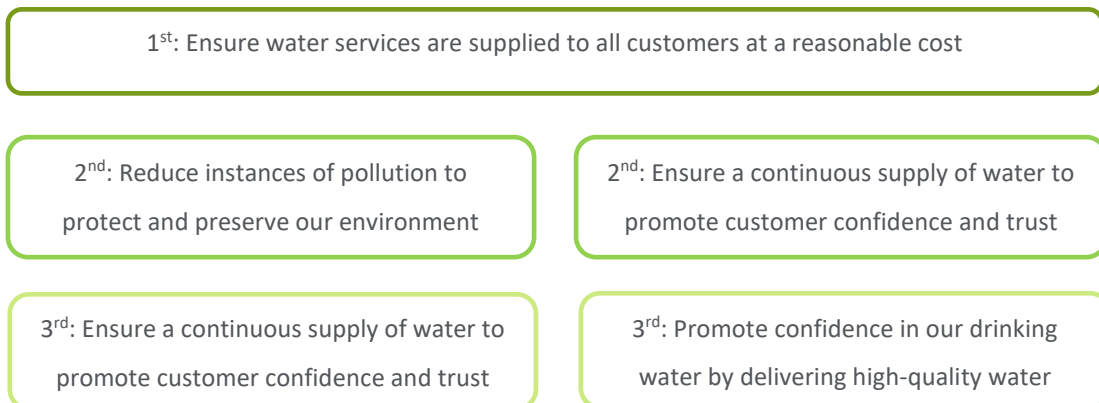 1st: Ensure water services are supplied to all customers at a reasonable cost
2nd: Reduce instances of pollution to
protect and preserve our environment
2nd: Ensure a continuous supply of water to
promote customer confidence and trust
3rd: Ensure a continuous supply of water to
promote customer confidence and trust
3rd: Promote confidence in our drinking
water by delivering high-quality water